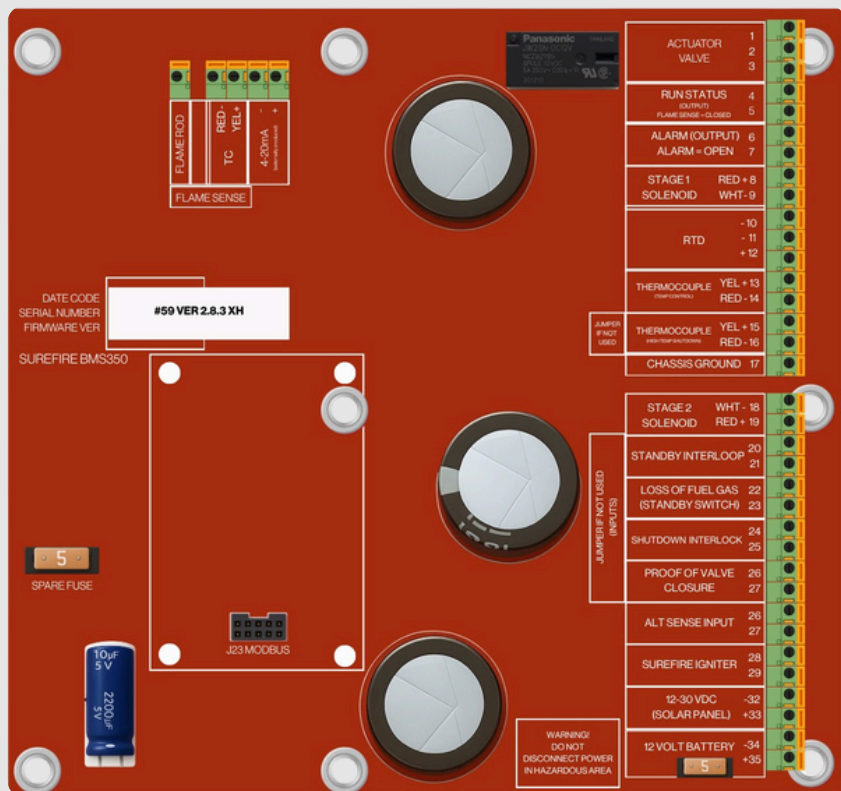 Panasonic
THAILAND
FLAME ROD
RED -
YEL+
TC
-
+
4-20mA
FLAME SENSE
DATE CODE
SERIAL NUMBER
FIRMWARE VER
#59 VER 2.8.3 XH
SUREFIRE BMS350
5
SPARE FUSE
10µF
5V
2200µF
5V
J23 MODBUS
WARNING!
DO NOT
DISCONNECT POWER
IN HAZARDOUS AREA
ACTUATOR
VALVE
1
2
3
RUN STATUS
(OUTPUT)
FLAME SENSE = CLOSED
4
5
ALARM (OUTPUT) 6
ALARM = OPEN 7
STAGE 1 RED + 8
SOLENOID WHT- 9
RTD
- 10
- 11
+ 12
THERMOCOUPLE YEL + 13
(TEMP CONTROL) RED - 14
JUMPER
IF NOT
USED
THERMOCOUPLE YEL + 15
(HIGH TEMP SHUTDOWN) RED - 16
CHASSIS GROUND 17
STAGE 2 WHT - 18
SOLENOID RED + 19
JUMPER IF NOT USED
(INPUTS)
STANDBY INTERLOOP 20
21
LOSS OF FUEL GAS 22
(STANDBY SWITCH) 23
SHUTDOWN INTERLOCK 24
25
PROOF OF VALVE 26
CLOSURE 27
ALT SENSE INPUT 26
27
SUREFIRE IGNITER 28
29
12-30 VDC -32
(SOLAR PANEL) +33
12 VOLT BATTERY -34
+35
5